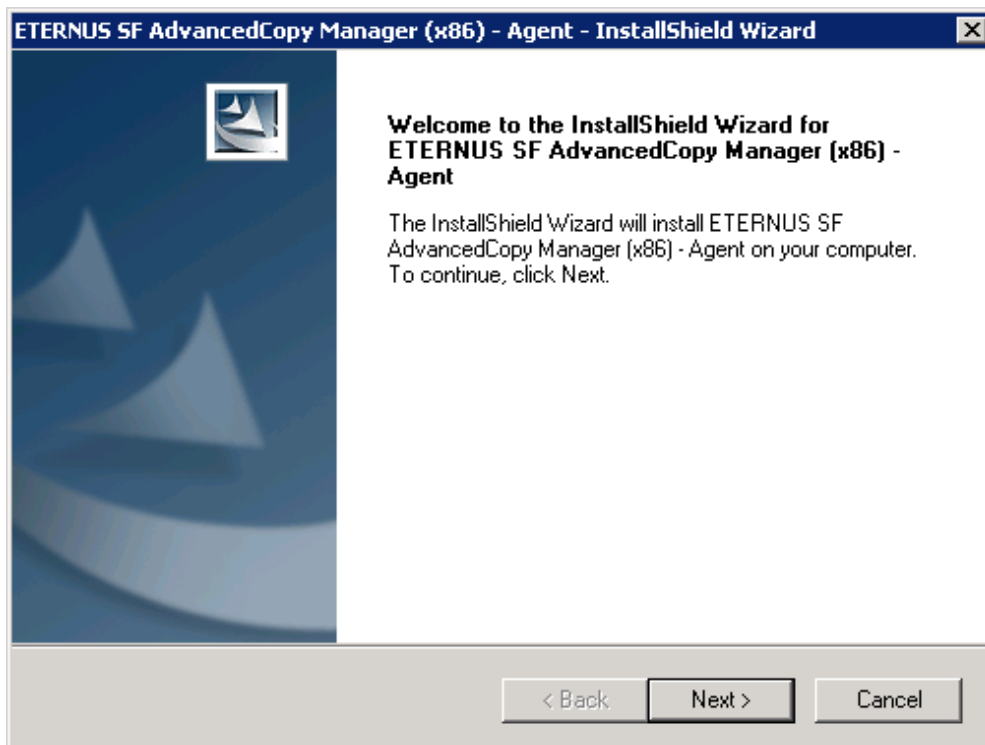 ETERNUS SF AdvancedCopy Manager (x86) - Agent - InstallShield Wizard
Welcome to the InstallShield Wizard for
ETERNUS SF AdvancedCopy Manager (x86) -
Agent
The InstallShield Wizard will install ETERNUS SF
AdvancedCopy Manager (x86) - Agent on your computer.
To continue, click Next.
< Back
Next >
Cancel